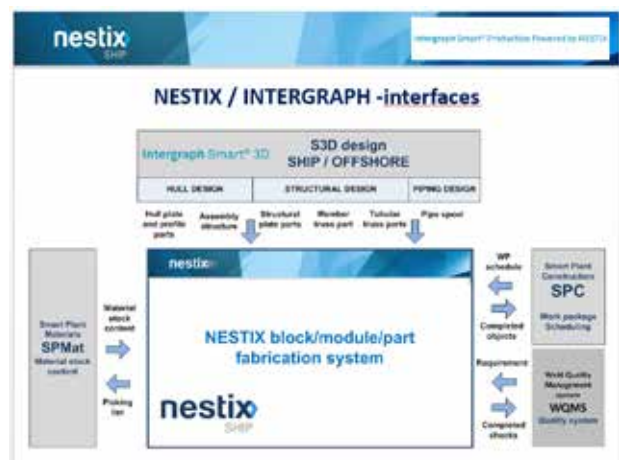 nestix
SHIP
Intergraph Smart® Production Powered by NESTIX
NESTIX / INTERGRAPH -interfaces
Intergraph Smart® 3D
S3D design
SHIP / OFFSHORE
HULL DESIGN
STRUCTURAL DESIGN
PIPING DESIGN
Hull plate
and profile
parts
Assembly
structure
Structural
plate parts
Member
truss part
Tubular
truss parts
Pipe spool
Smart Plant
Materials
SPMat
Material stock
content
Material
stock
content
Picking
list
nestix
NESTIX block/module/part
fabrication system
nestix
SHIP
WP
schedule
Completed
objects
Requirement
Completed
checks
Smart Plant
Construction
SPC
Work package
Scheduling
Weld Quality
Management
system
WQMS
Quality system